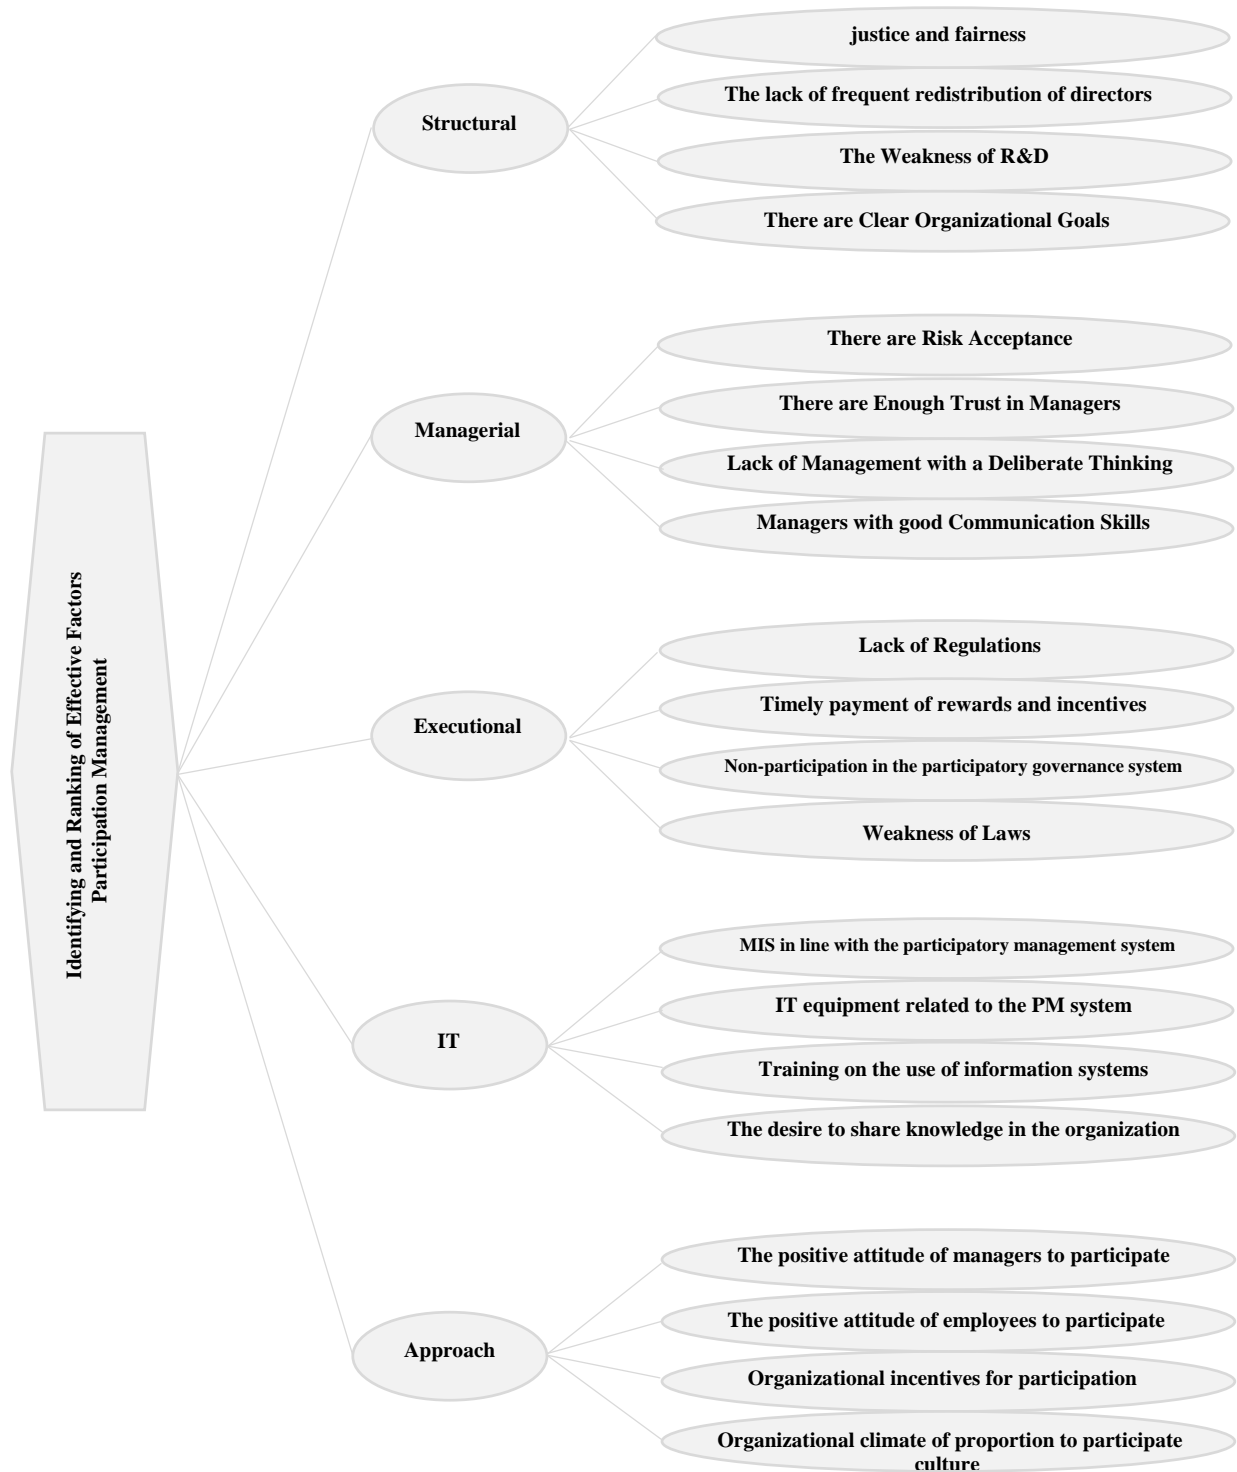 Identifying and Ranking of Effective Factors
Participation Management
Structural
justice and fairness
The lack of frequent redistribution of directors
The Weakness of R&D
There are Clear Organizational Goals
Managerial
There are Risk Acceptance
There are Enough Trust in Managers
Lack of Management with a Deliberate Thinking
Managers with good Communication Skills
Executional
Lack of Regulations
Timely payment of rewards and incentives
Non-participation in the participatory governance system
Weakness of Laws
IT
MIS in line with the participatory management system
IT equipment related to the PM system
Training on the use of information systems
The desire to share knowledge in the organization
Approach
The positive attitude of managers to participate
The positive attitude of employees to participate
Organizational incentives for participation
Organizational climate of proportion to participate
culture